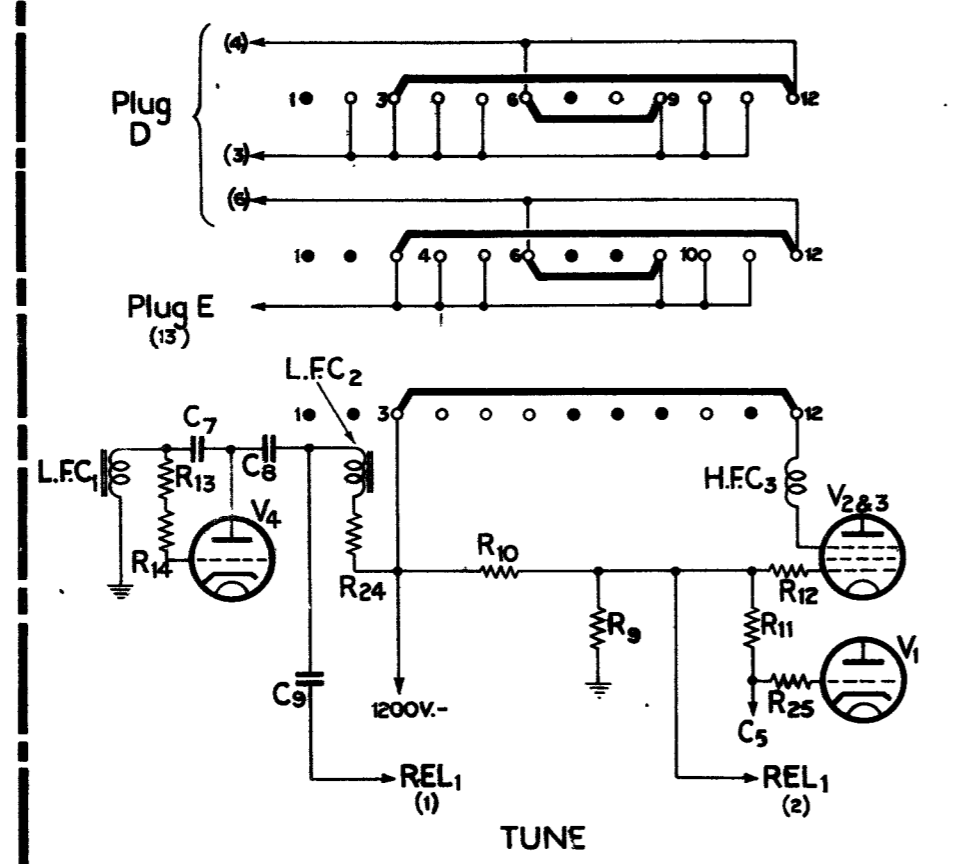 (4)
Plug
D
1 3 6 9 12
(3)
(6)
1 4 6 10 12
Plug E
(13)
L.F.C2
1 3 12
C7
C8
L.F.C1
R13
H.F.C3
V4
V2&3
R14
R10
R24
R12
R9
R11
V1
C9
1200V.-
R25
C5
REL1
(1)
REL1
(2)
TUNE